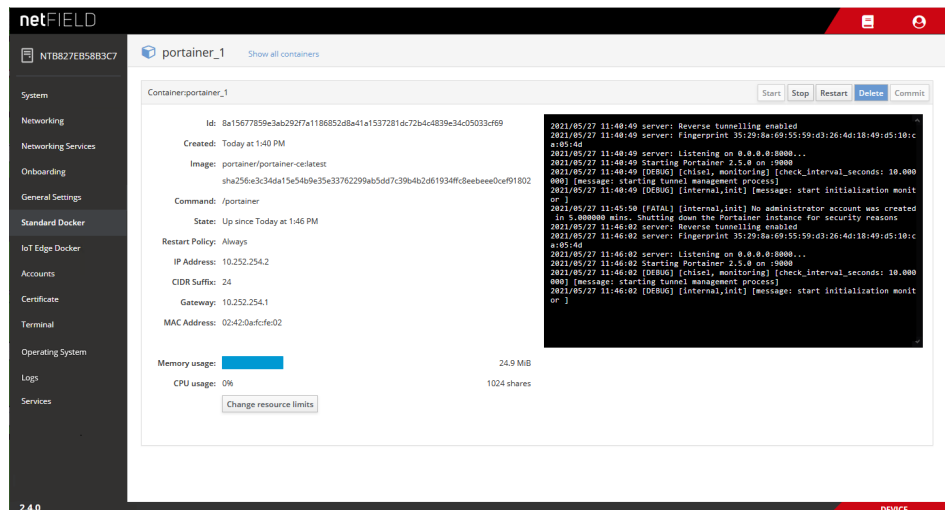 netFIELD
NTB827EB58B3C7
portainer_1 Show all containers
System
Networking
Networking Services
Onboarding
General Settings
Standard Docker
IoT Edge Docker
Accounts
Certificate
Terminal
Operating System
Logs
Services
2.4.0
Container:portainer_1
Start Stop Restart Delete Commit
Id: 8a15677859e3ab292f7a1186852d8a41a1537281dc72b4c4839e34c05033cf69
Created: Today at 1:40 PM
Image: portainer/portainer-ce:latest
sha256:e3c34da15e54b9e35e33762299ab5dd7c39b4b2d61934ffc8eebeee0cef91802
Command: /portainer
State: Up since Today at 1:46 PM
Restart Policy: Always
IP Address: 10.252.254.2
CIDR Suffix: 24
Gateway: 10.252.254.1
MAC Address: 02:42:0a:fc:fe:02
Memory usage: 24.9 MiB
CPU usage: 0% 1024 shares
Change resource limits
2021/05/27 11:40:49 server: Reverse tunnelling enabled
2021/05/27 11:40:49 server: Fingerprint 35:29:8a:69:55:59:d3:26:4d:18:49:d5:10:c
a:05:4d
2021/05/27 11:40:49 server: Listening on 0.0.0.0:8000...
2021/05/27 11:40:49 Starting Portainer 2.5.0 on :9000
2021/05/27 11:40:49 [DEBUG] [chisel, monitoring] [check_interval_seconds: 10.000
000] [message: starting tunnel management process]
2021/05/27 11:40:49 [DEBUG] [internal,init] [message: start initialization monit
or ]
2021/05/27 11:45:50 [FATAL] [internal,init] No administrator account was created
in 5.000000 mins. Shutting down the Portainer instance for security reasons
2021/05/27 11:46:02 server: Reverse tunnelling enabled
2021/05/27 11:46:02 server: Fingerprint 35:29:8a:69:55:59:d3:26:4d:18:49:d5:10:c
a:05:4d
2021/05/27 11:46:02 server: Listening on 0.0.0.0:8000...
2021/05/27 11:46:02 Starting Portainer 2.5.0 on :9000
2021/05/27 11:46:02 [DEBUG] [chisel, monitoring] [check_interval_seconds: 10.000
000] [message: starting tunnel management process]
2021/05/27 11:46:02 [DEBUG] [internal,init] [message: start initialization monit
or ]
DEVICE